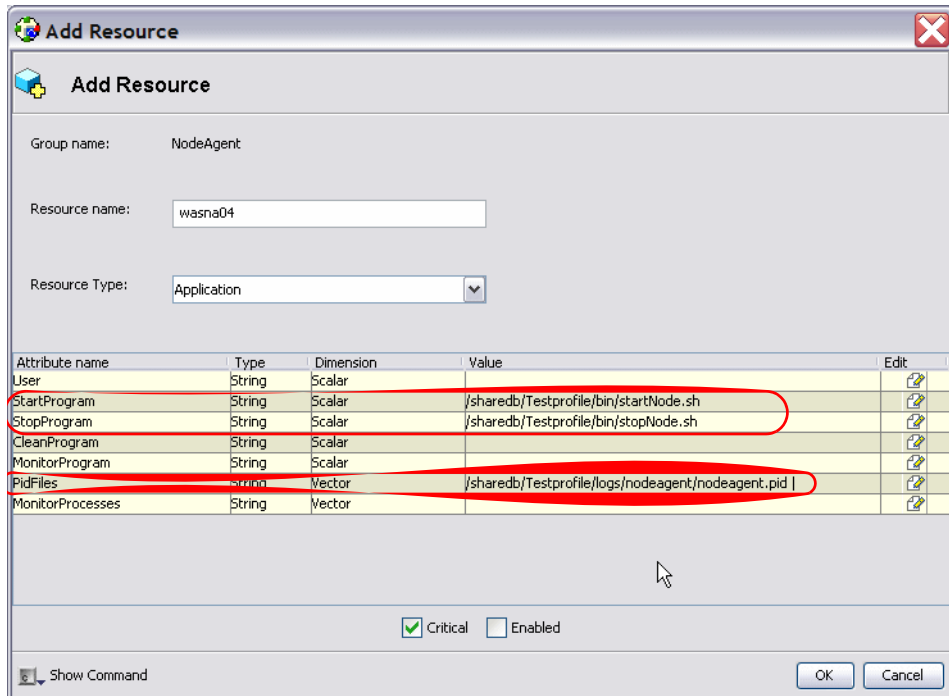 Add Resource
Add Resource
Group name: NodeAgent
Resource name: wasna04
Resource Type: Application
Attribute name Type Dimension Value Edit
User String Scalar
StartProgram String Scalar /sharedb/Testprofile/bin/startNode.sh
StopProgram String Scalar /sharedb/Testprofile/bin/stopNode.sh
CleanProgram String Scalar
MonitorProgram String Scalar
PidFiles String Vector /sharedb/Testprofile/logs/nodeagent/nodeagent.pid |
MonitorProcesses String Vector
Critical Enabled
Show Command OK Cancel